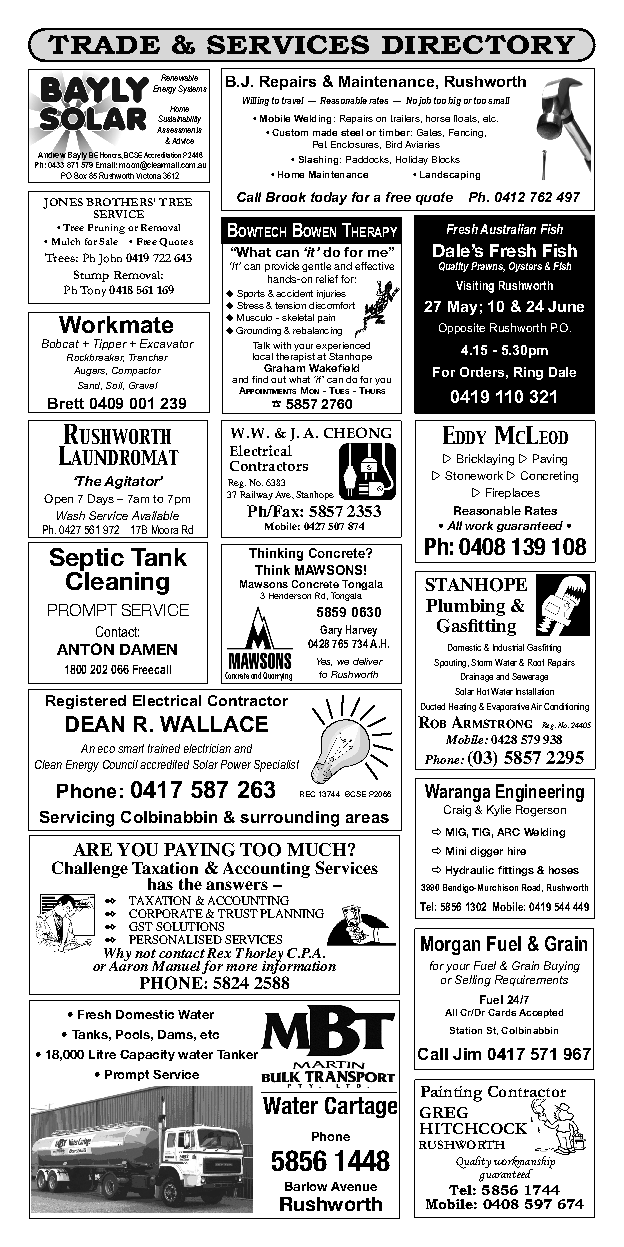 TRADE & SERVICES DIRECTORY
BAYLY
SOLAR
Renewable
Energy Systems
Home
Sustainability
Assessments
& Advice
Andrew Bayly BE Honors, BCSE Accreditation P2446
Ph: 0433 871 579 Email: moon@clearmail.com.au
PO Box 85 Rushworth Victoria 3612
B.J. Repairs & Maintenance, Rushworth
Willing to travel — Reasonable rates — No job too big or too small
• Mobile Welding: Repairs on trailers, horse floats, etc.
• Custom made steel or timber: Gates, Fencing,
Pet Enclosures, Bird Aviaries
• Slashing: Paddocks, Holiday Blocks
• Home Maintenance • Landscaping
Call Brook today for a free quote Ph. 0412 762 497
JONES BROTHERS' TREE
SERVICE
• Tree Pruning or Removal
• Mulch for Sale • Free Quotes
Trees: Ph John 0419 722 643
Stump Removal:
Ph Tony 0418 561 169
Bowtech Bowen Therapy
“What can ‘it’ do for me”
‘It’ can provide gentle and effective
hands-on relief for:
◆ Sports & accident injuries
◆ Stress & tension discomfort
◆ Musculo - skeletal pain
◆ Grounding & rebalancing
Talk with your experienced
local therapist at Stanhope
Graham Wakefield
and find out what ‘it’ can do for you
Appointments Mon - Tues - Thurs
☎ 5857 2760
Fresh Australian Fish
Dale’s Fresh Fish
Quality Prawns, Oysters & Fish
Visiting Rushworth
27 May; 10 & 24 June
Opposite Rushworth P.O.
4.15 - 5.30pm
For Orders, Ring Dale
0419 110 321
Workmate
Bobcat + Tipper + Excavator
Rockbreaker, Trencher
Augers, Compactor
Sand, Soil, Gravel
Brett 0409 001 239
Rushworth
Laundromat
‘The Agitator’
Open 7 Days – 7am to 7pm
Wash Service Available
Ph. 0427 561 972 17B Moora Rd
W.W. & J. A. CHEONG
Electrical
Contractors
Reg. No. 6383
37 Railway Ave, Stanhope
Ph/Fax: 5857 2353
Mobile: 0427 507 874
Eddy McLeod
▷ Bricklaying ▷ Paving
▷ Stonework ▷ Concreting
▷ Fireplaces
Reasonable Rates
• All work guaranteed •
Ph: 0408 139 108
Septic Tank
Cleaning
PROMPT SERVICE
Contact:
ANTON DAMEN
1800 202 066 Freecall
Thinking Concrete?
Think MAWSONS!
Mawsons Concrete Tongala
3 Henderson Rd, Tongala
5859 0630
Gary Harvey
0428 765 734 A.H.
Yes, we deliver
to Rushworth
MAWSONS
Concrete and Quarrying
STANHOPE
Plumbing &
Gasfitting
Domestic & Industrial Gasfitting
Spouting, Storm Water & Roof Repairs
Drainage and Sewerage
Solar Hot Water Installation
Ducted Heating & Evaporative Air Conditioning
Rob Armstrong Reg. No. 24405
Mobile: 0428 579 938
Phone: (03) 5857 2295
Registered Electrical Contractor
DEAN R. WALLACE
An eco smart trained electrician and
Clean Energy Council accredited Solar Power Specialist
Phone: 0417 587 263 REC 13744 BCSE P2066
Servicing Colbinabbin & surrounding areas
Waranga Engineering
Craig & Kylie Rogerson
⇨ MIG, TIG, ARC Welding
⇨ Mini digger hire
⇨ Hydraulic fittings & hoses
3990 Bendigo-Murchison Road, Rushworth
Tel: 5856 1302 Mobile: 0419 544 449
ARE YOU PAYING TOO MUCH?
Challenge Taxation & Accounting Services
has the answers –
TAXATION & ACCOUNTING
CORPORATE & TRUST PLANNING
GST SOLUTIONS
PERSONALISED SERVICES
Why not contact Rex Thorley C.P.A.
or Aaron Manuel for more information
PHONE: 5824 2588
Morgan Fuel & Grain
for your Fuel & Grain Buying
or Selling Requirements
Fuel 24/7
All Cr/Dr Cards Accepted
Station St, Colbinabbin
Call Jim 0417 571 967
• Fresh Domestic Water
• Tanks, Pools, Dams, etc
• 18,000 Litre Capacity water Tanker
• Prompt Service
MBT
MARTIN
BULK TRANSPORT
PTY. LTD.
Water Cartage
Phone
5856 1448
Barlow Avenue
Rushworth
MBT Water Cartage
Painting Contractor
GREG
HITCHCOCK
RUSHWORTH
Quality workmanship
guaranteed
Tel: 5856 1744
Mobile: 0408 597 674